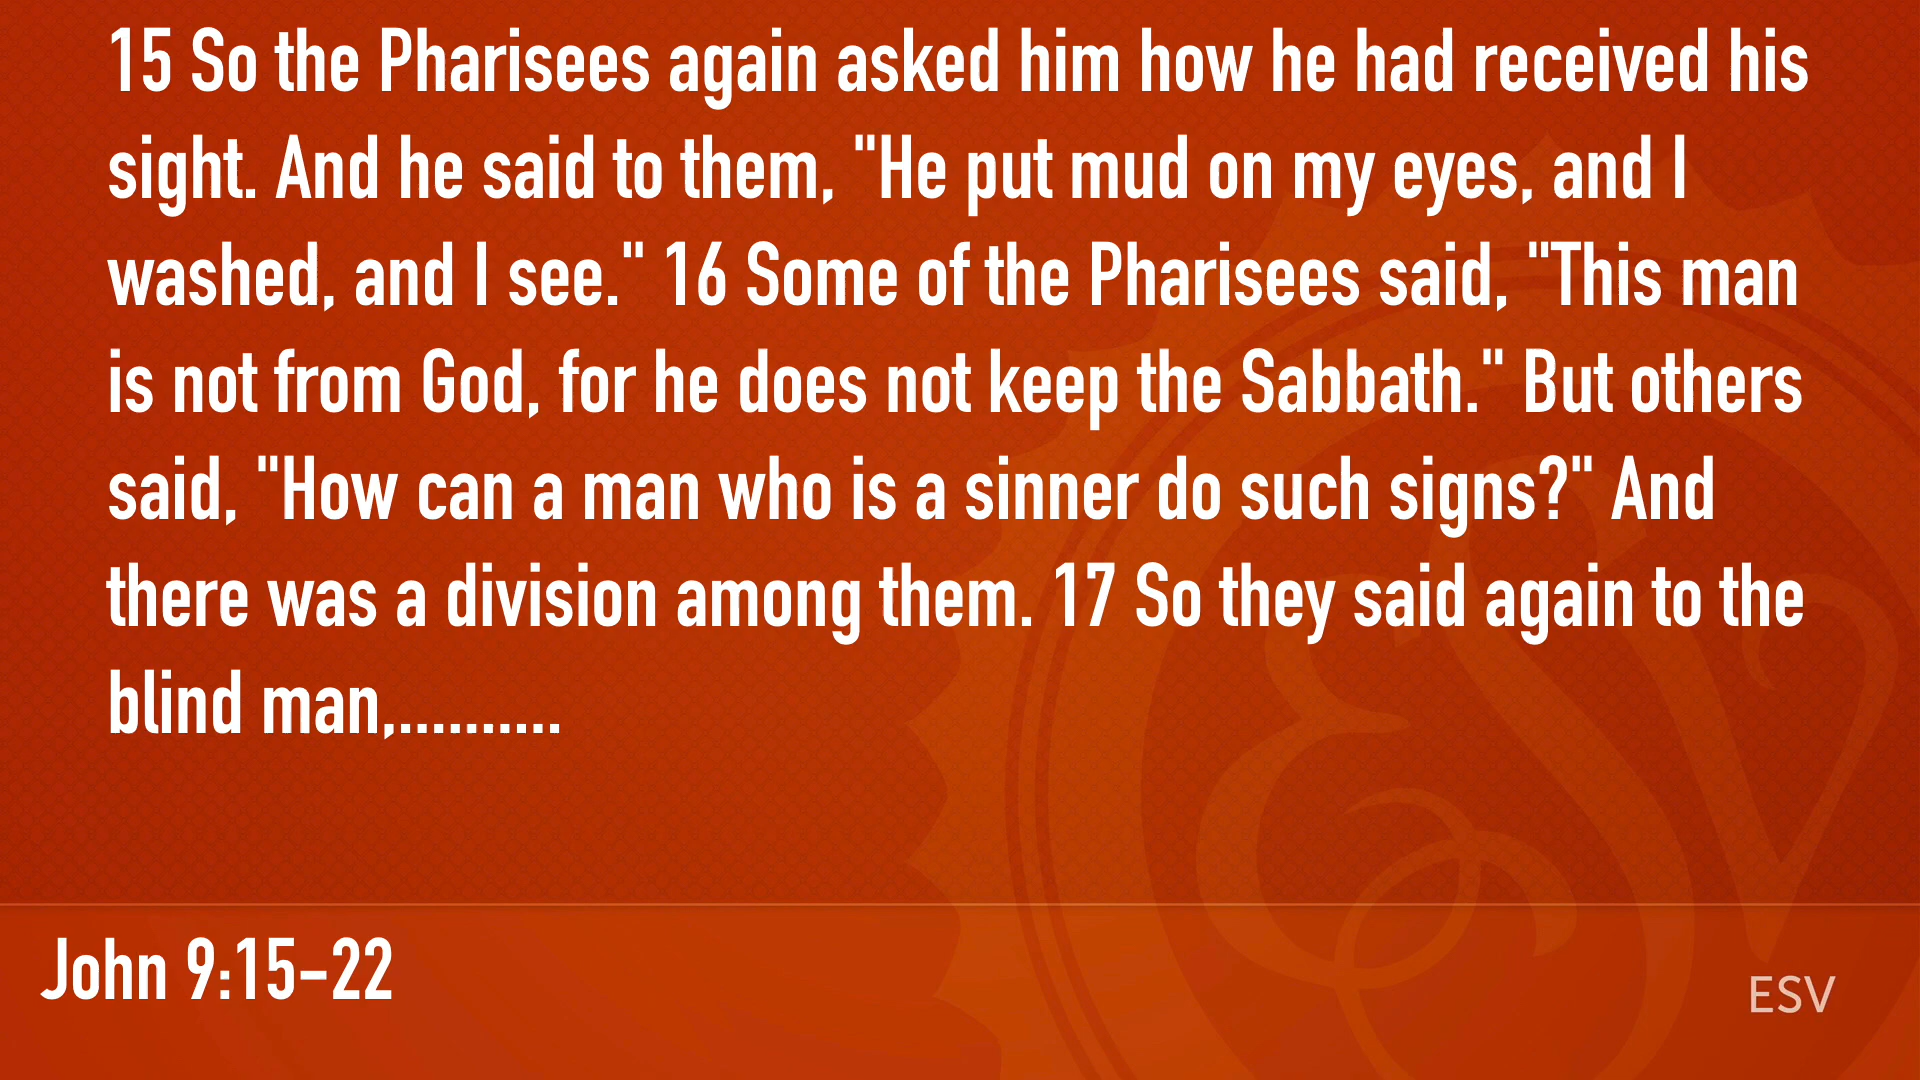 15 So the Pharisees again asked him how he had received his
sight. And he said to them, "He put mud on my eyes, and I
washed, and I see." 16 Some of the Pharisees said, "This man
is not from God, for he does not keep the Sabbath." But others
said, "How can a man who is a sinner do such signs?" And
there was a division among them. 17 So they said again to the
blind man,...........
John 9:15–22
ESV